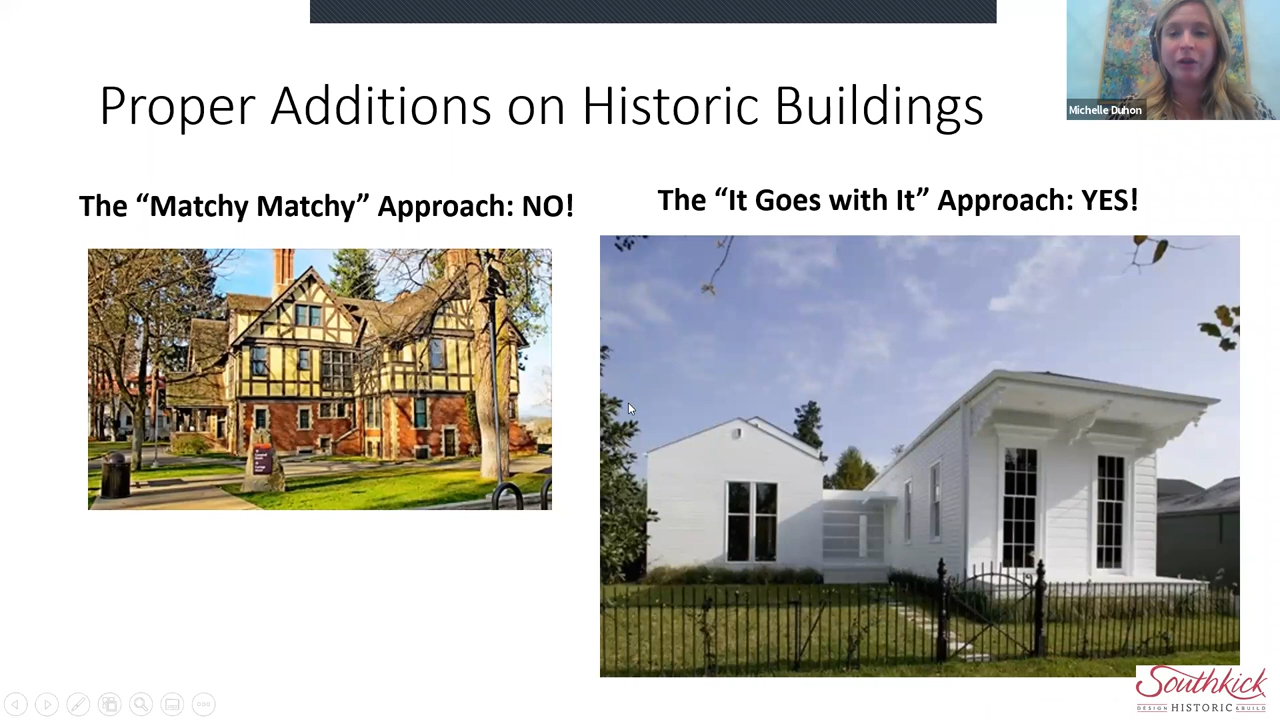 Proper Additions on Historic Buildings
Michelle Duhon
The “Matchy Matchy” Approach: NO!
The “It Goes with It” Approach: YES!
Southkick
DESIGN HISTORIC & BUILD